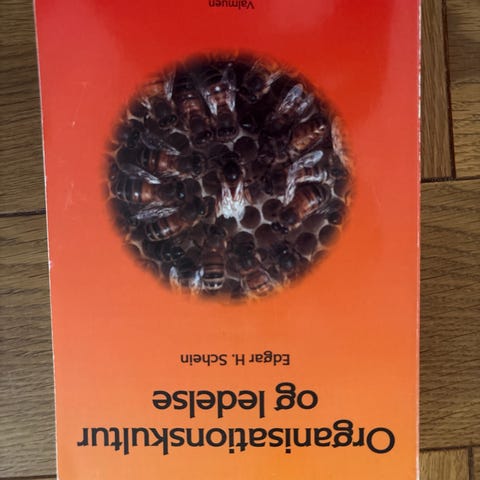 Organisationskultur
og ledelse
Edgar H. Schein
Valmuen